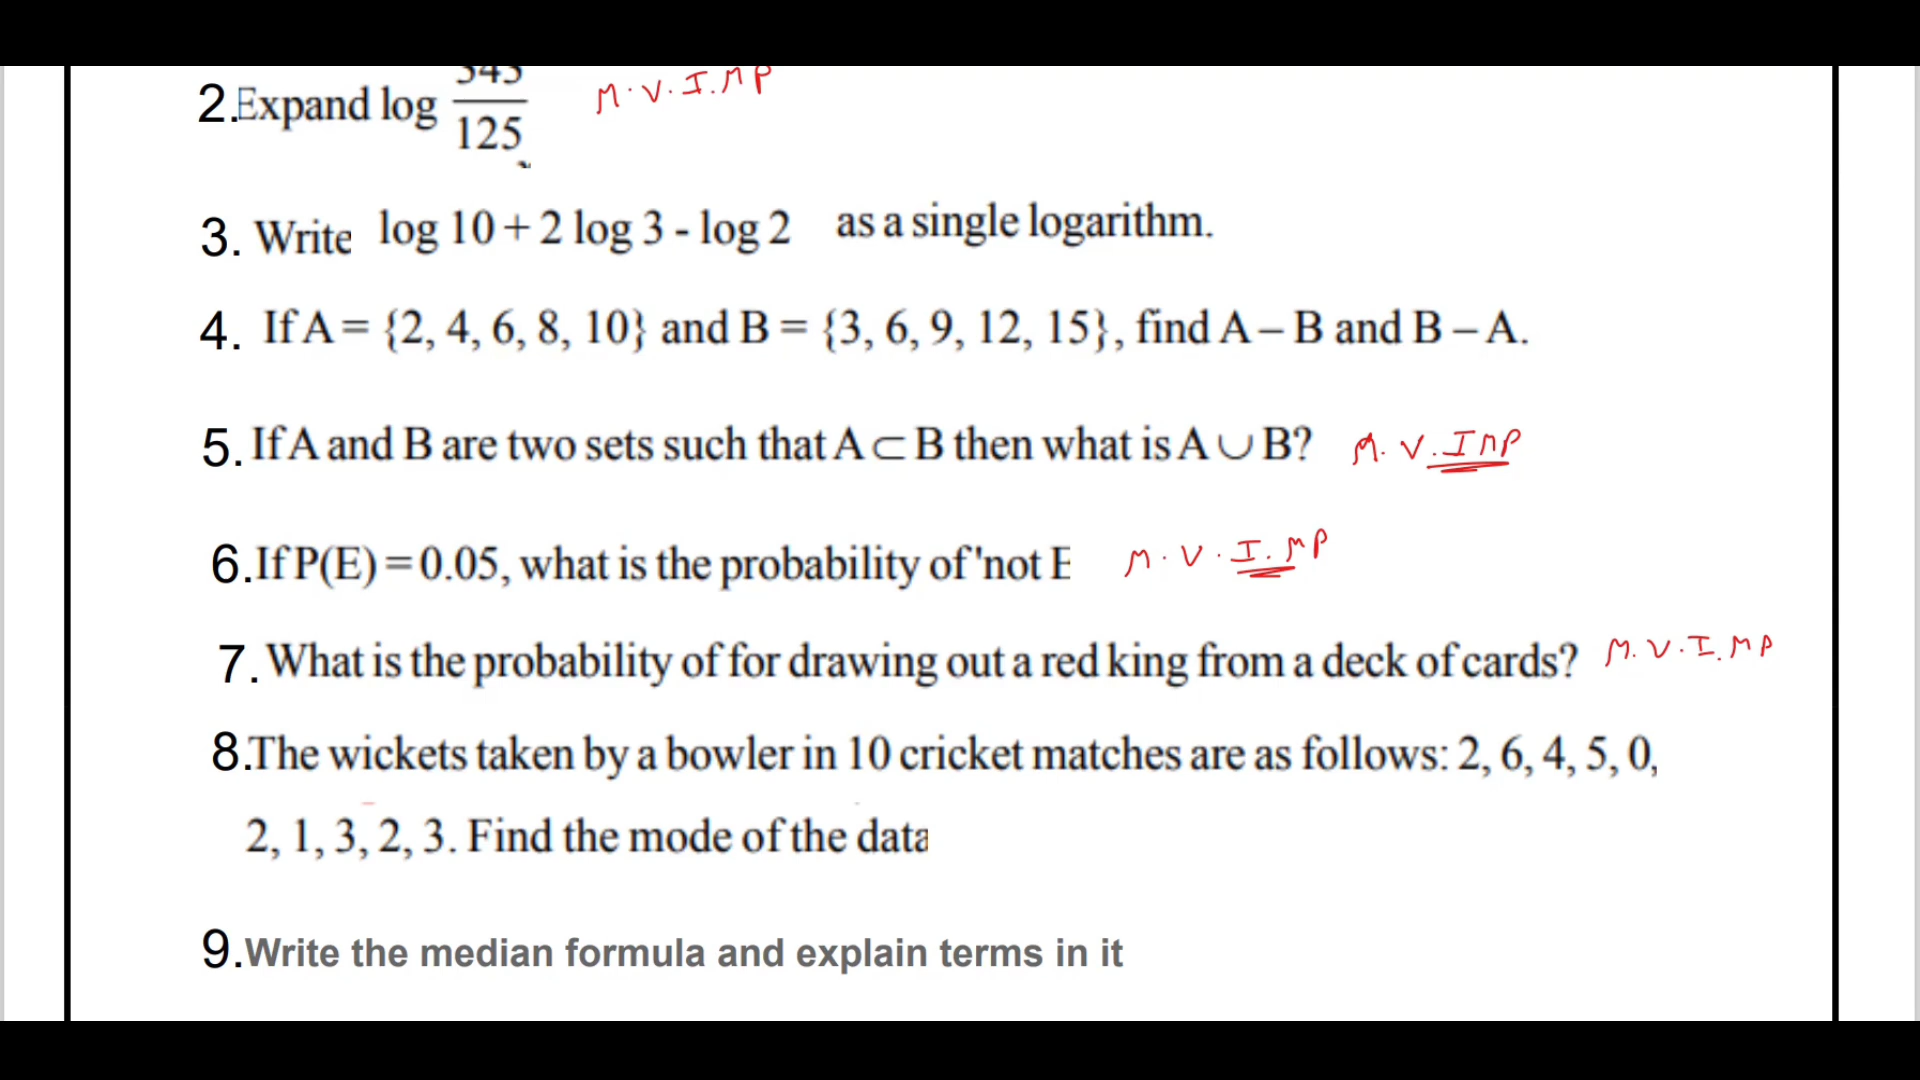 2.Expand log 343/125 M.V.I.MP
3. Write log 10 + 2 log 3 - log 2 as a single logarithm.
4. If A = {2, 4, 6, 8, 10} and B = {3, 6, 9, 12, 15}, find A – B and B – A.
5. If A and B are two sets such that A ⊂ B then what is A ∪ B? M.V.IMP
6.If P(E) = 0.05, what is the probability of 'not E M.V.I.MP
7. What is the probability of for drawing out a red king from a deck of cards? M.V.I.MP
8.The wickets taken by a bowler in 10 cricket matches are as follows: 2, 6, 4, 5, 0,
2, 1, 3, 2, 3. Find the mode of the data
9.Write the median formula and explain terms in it